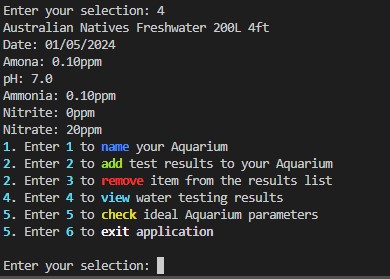 Enter your selection: 4
Australian Natives Freshwater 200L 4ft
Date: 01/05/2024
Amona: 0.10ppm
pH: 7.0
Ammonia: 0.10ppm
Nitrite: 0ppm
Nitrate: 20ppm
1. Enter 1 to name your Aquarium
2. Enter 2 to add test results to your Aquarium
2. Enter 3 to remove item from the results list
4. Enter 4 to view water testing results
5. Enter 5 to check ideal Aquarium parameters
5. Enter 6 to exit application
Enter your selection: